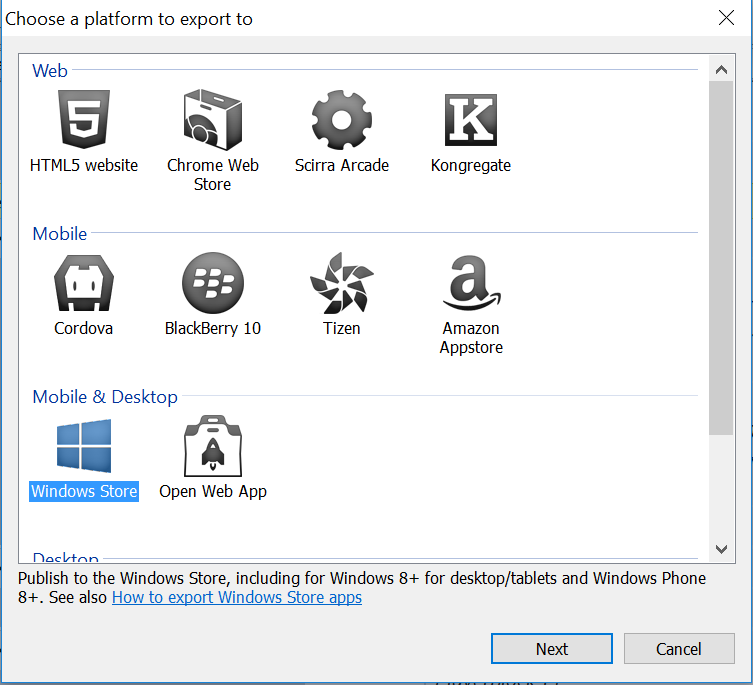 Choose a platform to export to
Web
HTML5 website
Chrome Web
Store
Scirra Arcade
Kongregate
Mobile
Cordova
BlackBerry 10
Tizen
Amazon
Appstore
Mobile & Desktop
Windows Store
Open Web App
Desktop
Publish to the Windows Store, including for Windows 8+ for desktop/tablets and Windows Phone
8+. See also How to export Windows Store apps
Next
Cancel